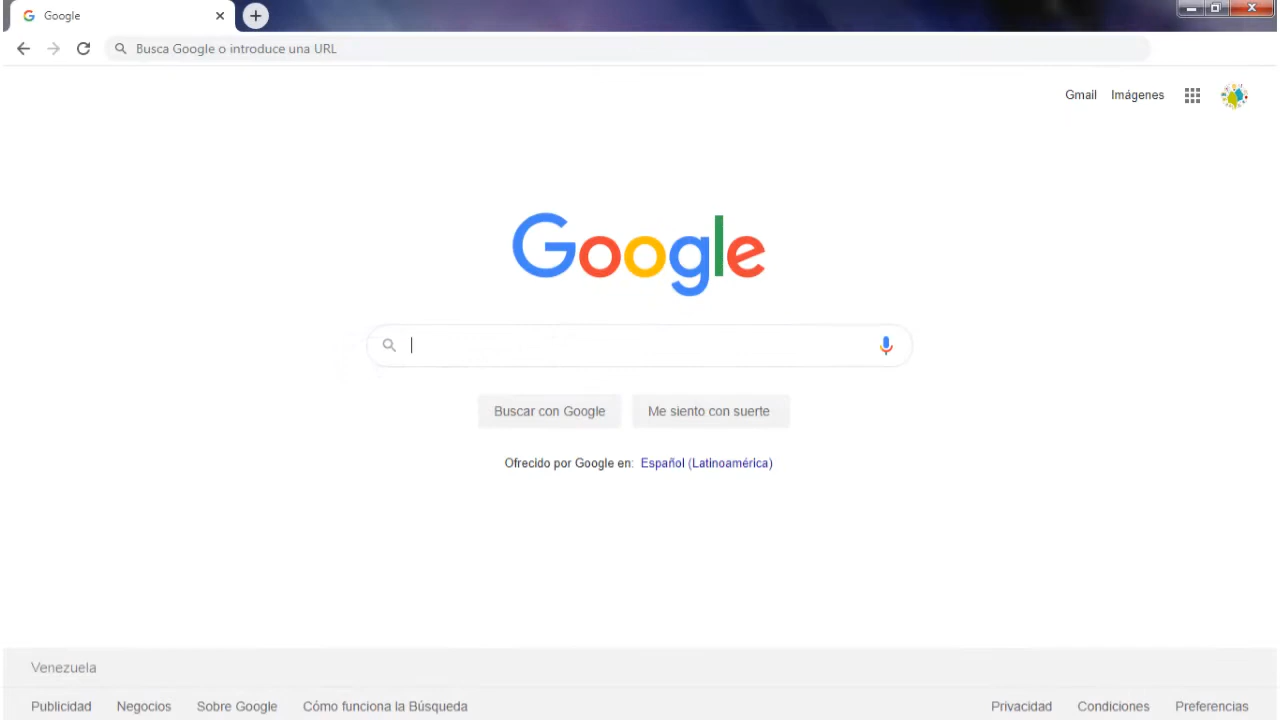 Google
Busca Google o introduce una URL
Gmail Imágenes
Google
Buscar con Google Me siento con suerte
Ofrecido por Google en: Español (Latinoamérica)
Venezuela
Publicidad Negocios Sobre Google Cómo funciona la Búsqueda Privacidad Condiciones Preferencias